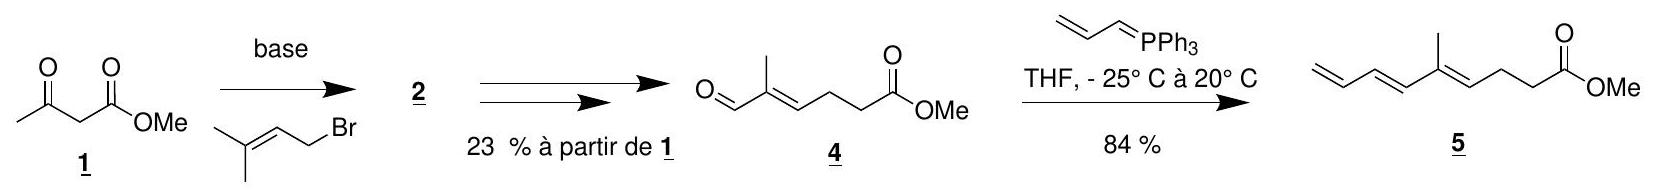 O O
OMe
1
base
Br
2
23 % à partir de 1
O
O
OMe
4
PPh3
THF, - 25° C à 20° C
84 %
O
OMe
5